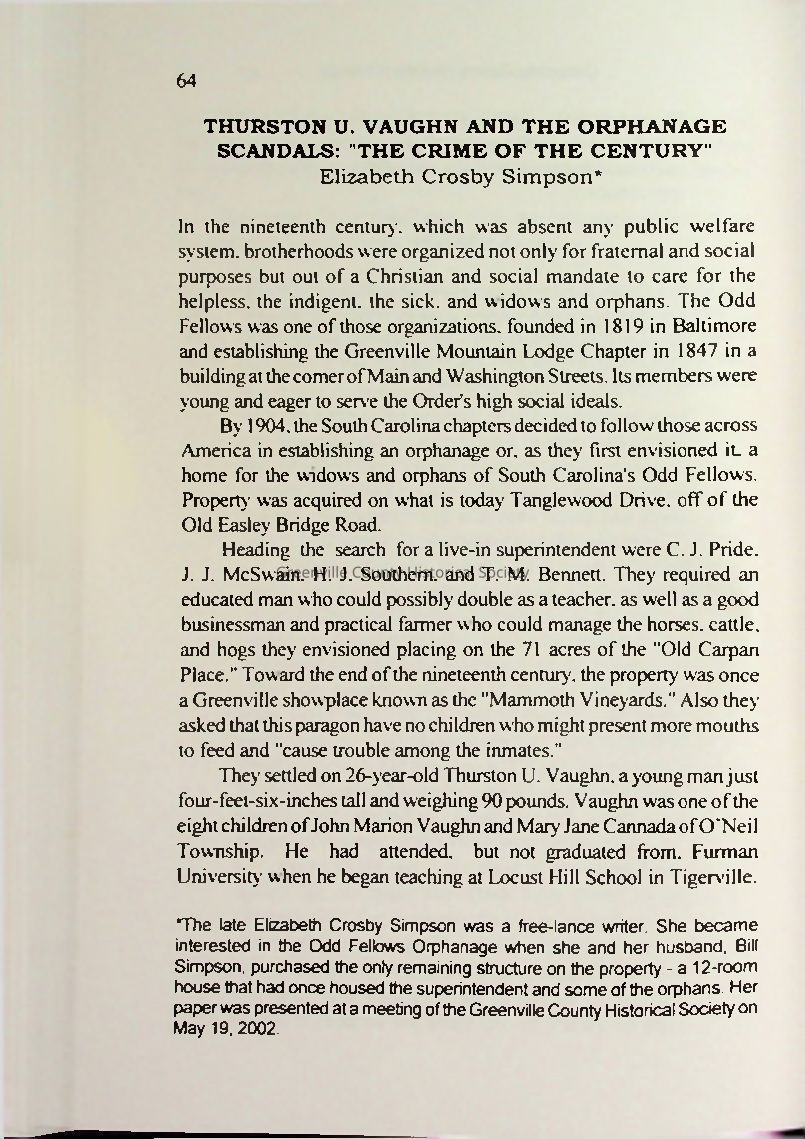 64
THURSTON U. VAUGHN AND THE ORPHANAGE
SCANDALS: "THE CRIME OF THE CENTURY"
Elizabeth Crosby Simpson*
In the nineteenth century, which was absent any public welfare
system, brotherhoods were organized not only for fraternal and social
purposes but out of a Christian and social mandate to care for the
helpless, the indigent, the sick, and widows and orphans. The Odd
Fellows was one of those organizations, founded in 1819 in Baltimore
and establishing the Greenville Mountain Lodge Chapter in 1847 in a
building at the corner of Main and Washington Streets. Its members were
young and eager to serve the Order's high social ideals.
By 1904, the South Carolina chapters decided to follow those across
America in establishing an orphanage or, as they first envisioned it, a
home for the widows and orphans of South Carolina's Odd Fellows.
Property was acquired on what is today Tanglewood Drive, off of the
Old Easley Bridge Road.
Heading the search for a live-in superintendent were C. J. Pride,
J. J. McSwain, H. J. Southern, and T. M. Bennett. They required an
Greenville County Historical Society
educated man who could possibly double as a teacher, as well as a good
businessman and practical farmer who could manage the horses, cattle,
and hogs they envisioned placing on the 71 acres of the "Old Carpan
Place." Toward the end of the nineteenth century, the property was once
a Greenville showplace known as the "Mammoth Vineyards." Also they
asked that this paragon have no children who might present more mouths
to feed and "cause trouble among the inmates."
They settled on 26-year-old Thurston U. Vaughn, a young man just
four-feet-six-inches tall and weighing 90 pounds. Vaughn was one of the
eight children of John Marion Vaughn and Mary Jane Cannada of O'Neil
Township. He had attended, but not graduated from, Furman
University when he began teaching at Locust Hill School in Tigerville.
*The late Elizabeth Crosby Simpson was a free-lance writer. She became
interested in the Odd Fellows Orphanage when she and her husband, Bill
Simpson, purchased the only remaining structure on the property - a 12-room
house that had once housed the superintendent and some of the orphans. Her
paper was presented at a meeting of the Greenville County Historical Society on
May 19, 2002.